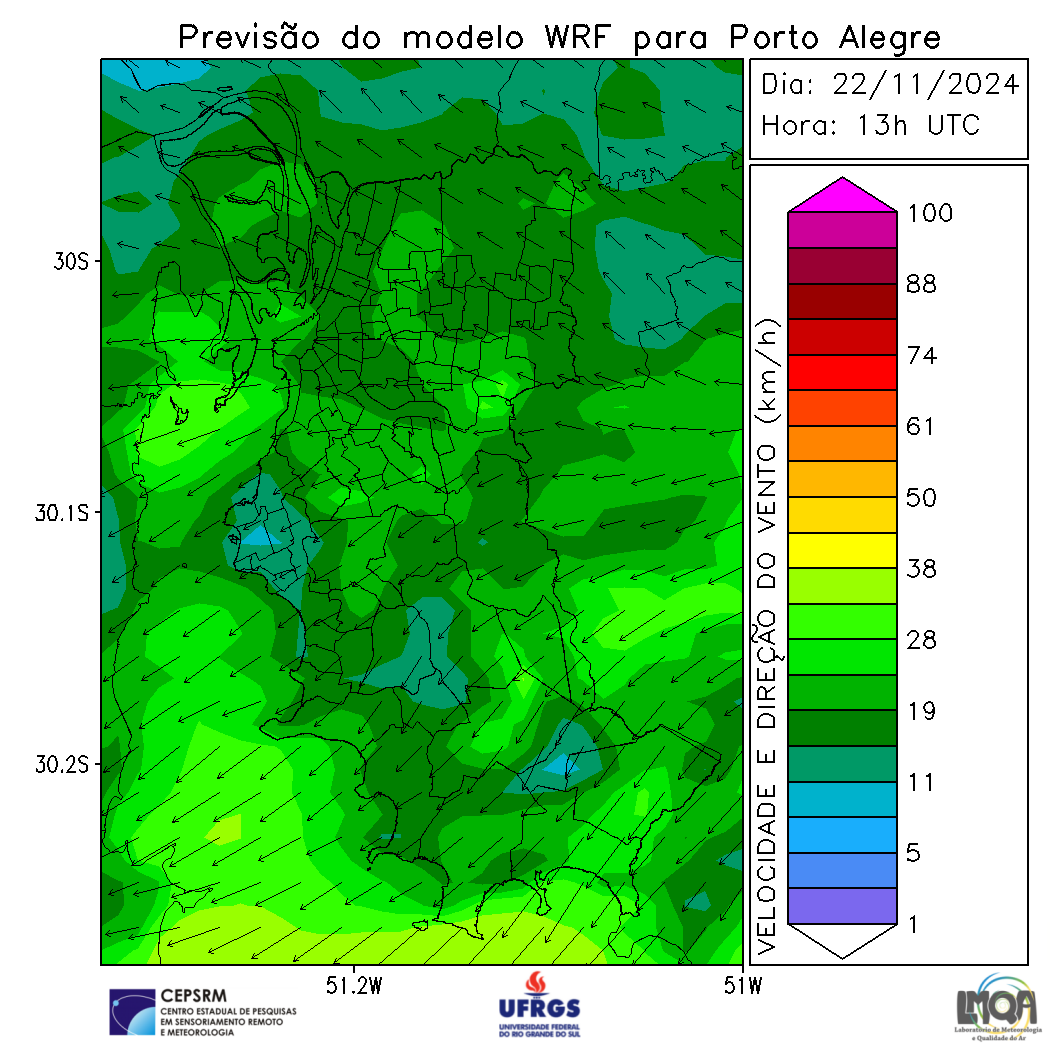 Previsão do modelo WRF para Porto Alegre
Dia: 22/11/2024
Hora: 13h UTC
30S
30.1S
30.2S
51.2W
51W
VELOCIDADE E DIREÇÃO DO VENTO (km/h)
100
88
74
61
50
38
28
19
11
5
1
CEPSRM
CENTRO ESTADUAL DE PESQUISAS
EM SENSORIAMENTO REMOTO
E METEOROLOGIA
UFRGS
UNIVERSIDADE FEDERAL
DO RIO GRANDE DO SUL
LMQA
Laboratório de Meteorologia
e Qualidade do Ar